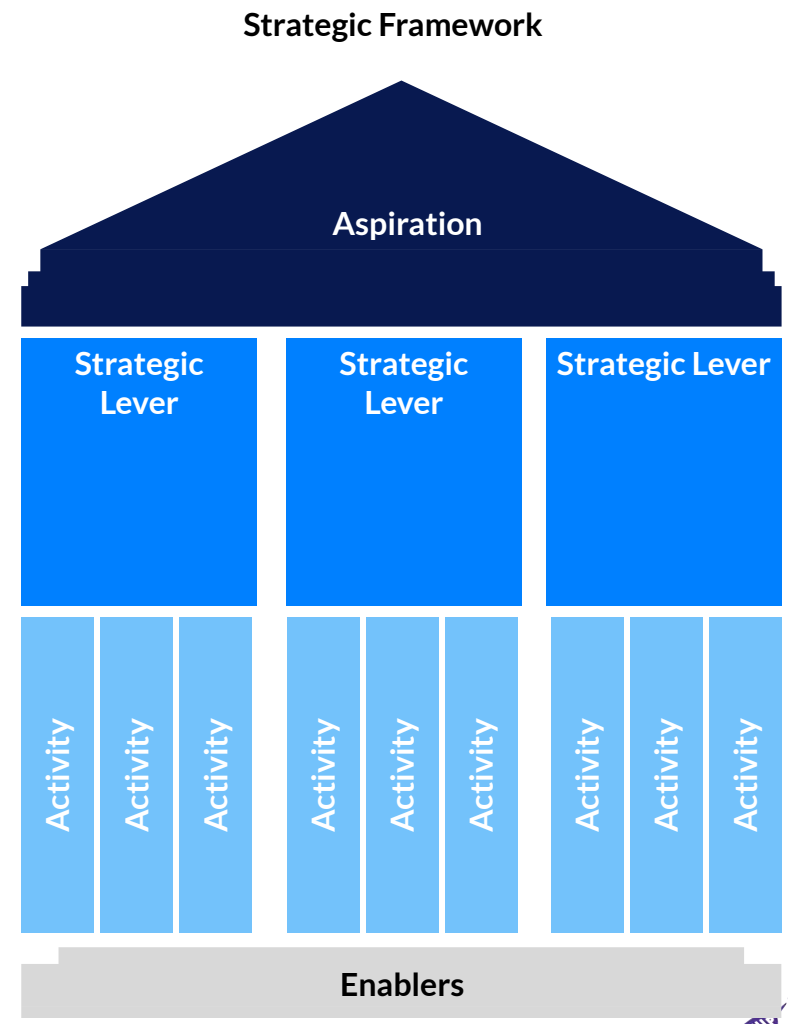 Strategic Framework
Aspiration
Strategic
Lever
Strategic
Lever
Strategic Lever
Activity
Activity
Activity
Activity
Activity
Activity
Activity
Activity
Activity
Enablers